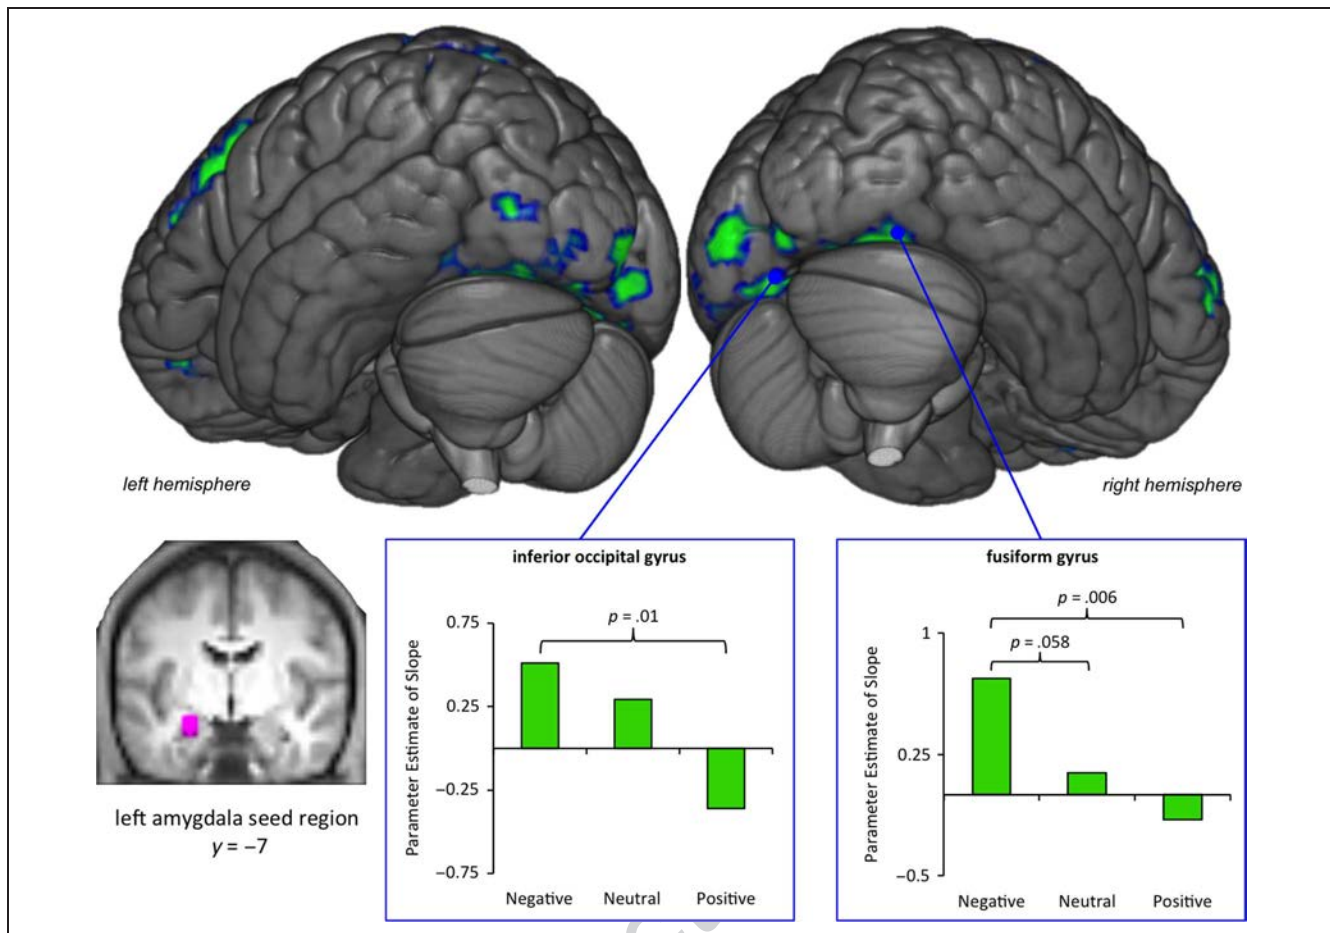 left hemisphere
right hemisphere
left amygdala seed region
y = –7
inferior occipital gyrus
p = .01
Parameter Estimate of Slope
0.75
0.25
–0.25
–0.75
Negative
Neutral
Positive
fusiform gyrus
p = .006
p = .058
Parameter Estimate of Slope
1
0.25
–0.5
Negative
Neutral
Positive